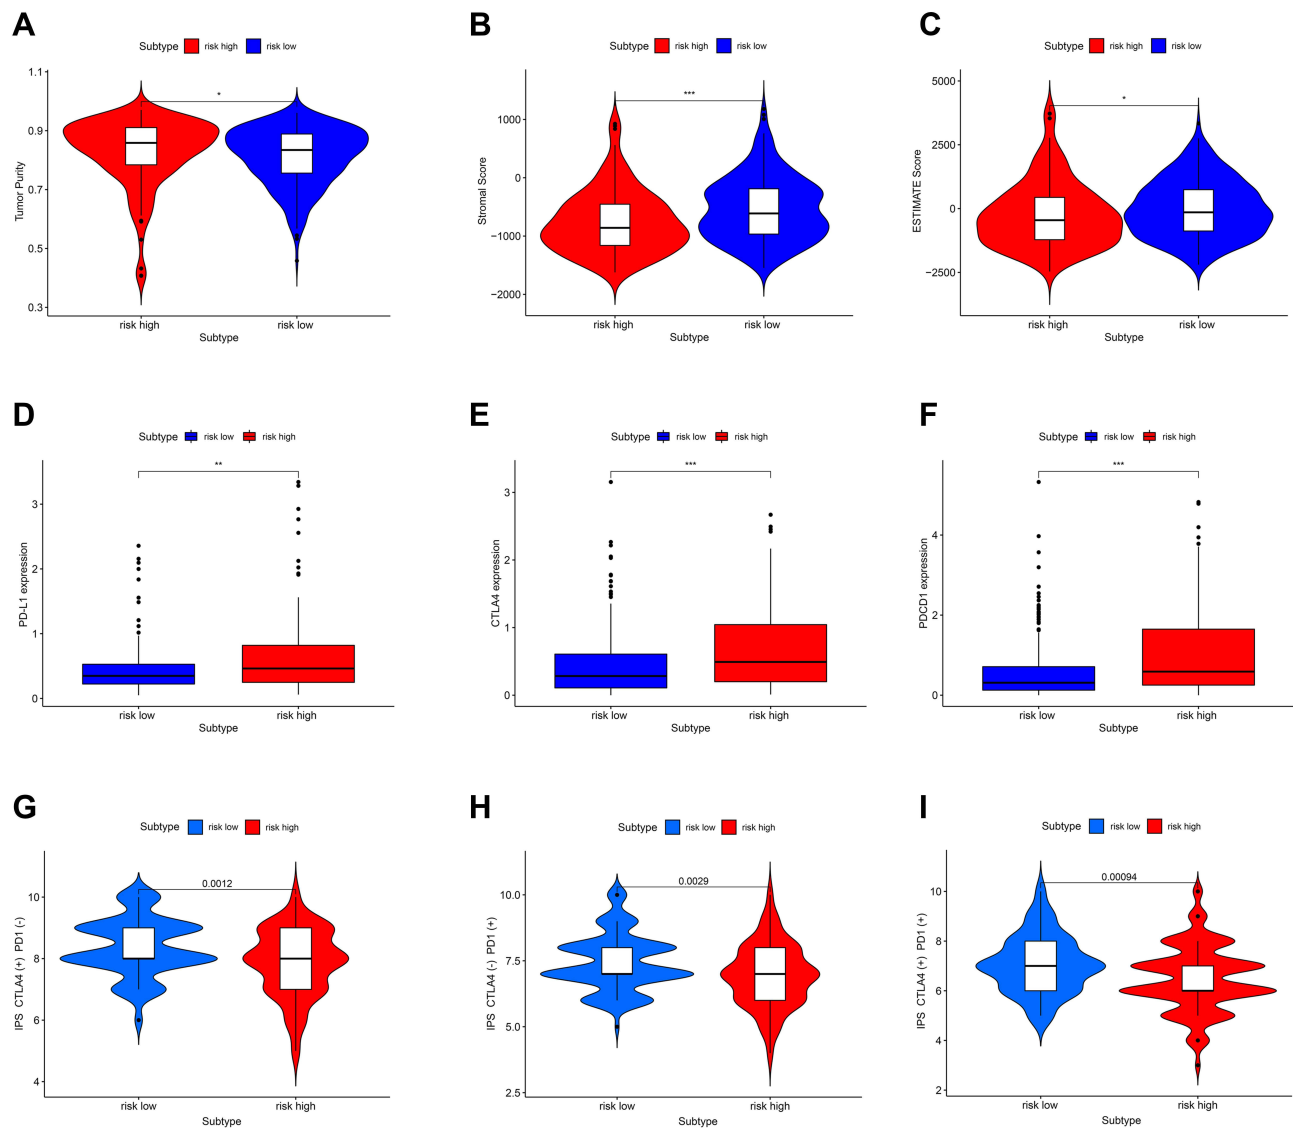 A
B
C
Subtype risk high risk low
Subtype risk high risk low
Subtype risk high risk low
Tumor Purity
1.1
0.9
0.7
0.5
0.3
*
risk high risk low
Subtype
Stromal Score
1000
0
−1000
−2000
***
risk high risk low
Subtype
ESTIMATE Score
5000
2500
0
−2500
*
risk high risk low
Subtype
D
E
F
Subtype risk low risk high
Subtype risk low risk high
Subtype risk low risk high
PD-L1 expression
3
2
1
0
**
risk low risk high
Subtype
CTLA4 expression
3
2
1
0
***
risk low risk high
Subtype
PDCD1 expression
4
2
0
***
risk low risk high
Subtype
G
H
I
Subtype risk low risk high
Subtype risk low risk high
Subtype risk low risk high
IPS CTLA4 (+) PD1 (-)
10
8
6
4
0.0012
risk low risk high
Subtype
IPS CTLA4 (-) PD1 (+)
10.0
7.5
5.0
2.5
0.0029
risk low risk high
Subtype
IPS CTLA4 (+) PD1 (+)
10
8
6
4
2
0.00094
risk low risk high
Subtype